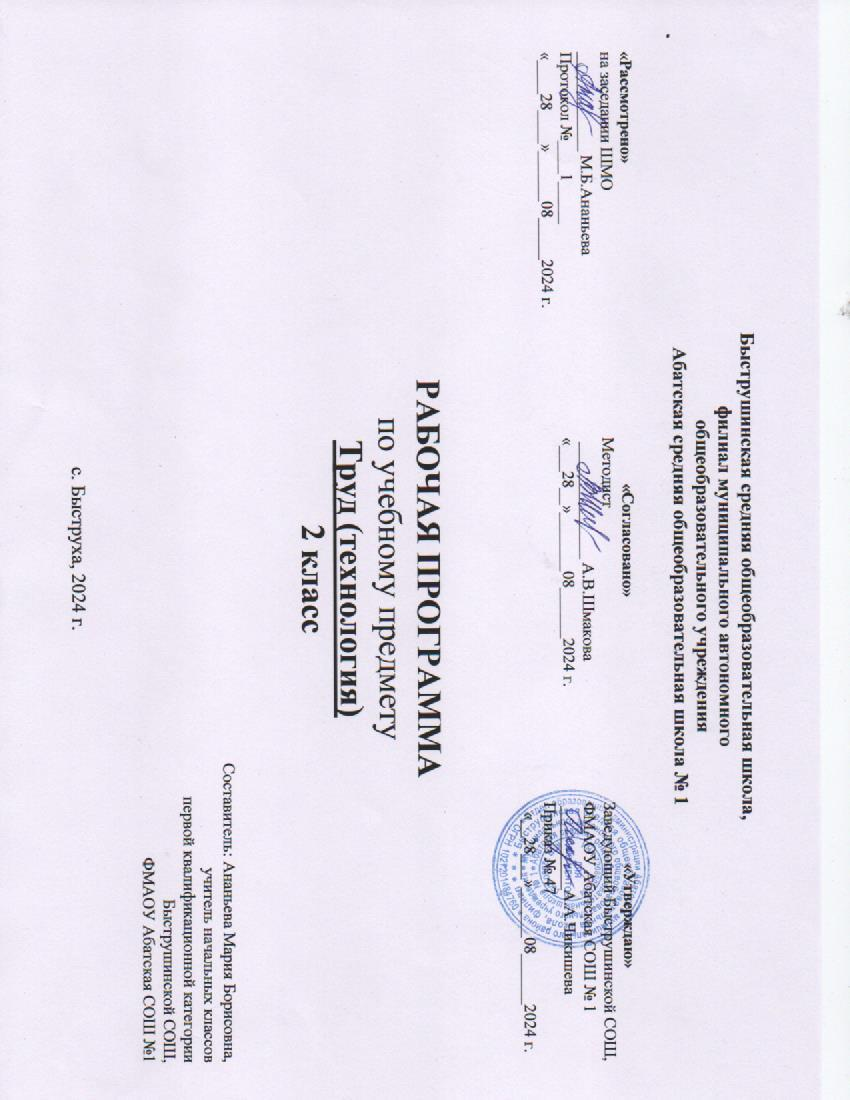 Быструшинская средняя общеобразовательная школа,
филиал муниципального автономного
общеобразовательного учреждения
Абатская средняя общеобразовательная школа № 1
«Рассмотрено»
на заседании ШМО
М.Б.Ананьева
Протокол № 1
« 28 » 08 2024 г.
«Согласовано»
Методист
А.В.Шмакова
« 28 » 08 2024 г.
«Утверждаю»
Заведующий Быструшинской СОШ,
ФМАОУ Абатская СОШ № 1
А.А.Чикишева
Приказ № 47
« 28 » 08 2024 г.
РАБОЧАЯ ПРОГРАММА
по учебному предмету
Труд (технология)
2 класс
Составитель: Ананьева Мария Борисовна,
учитель начальных классов
первой квалификационной категории
Быструшинской СОШ,
ФМАОУ Абатская СОШ №1
с. Быструха, 2024 г.